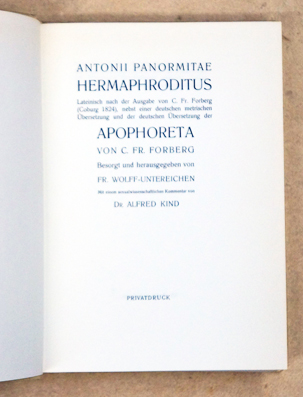 ANTONII PANORMITAE
HERMAPHRODITUS
Lateinisch nach der Ausgabe von C. Fr. Forberg
(Coburg 1824), nebst einer deutschen metrischen
Übersetzung und der deutschen Übersetzung der
APOPHORETA
VON C. FR. FORBERG
Besorgt und herausgegeben von
FR. WOLFF-UNTEREICHEN
Mit einem sexualwissenschaftlichen Kommentar von
Dr. ALFRED KIND
PRIVATDRUCK